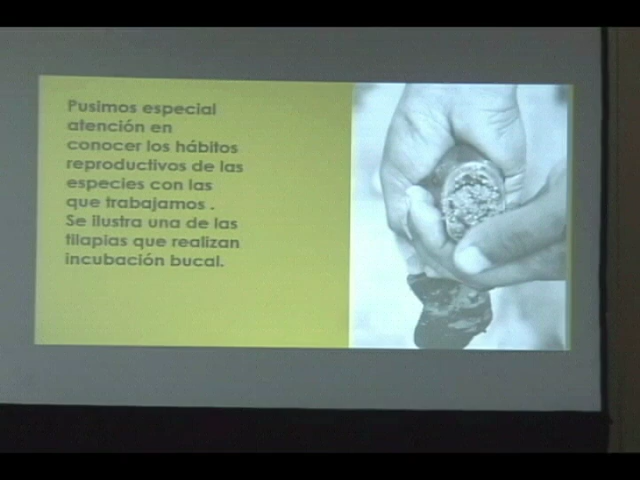 Pusimos especial
atención en
conocer los hábitos
reproductivos de las
especies con las
que trabajamos .
Se ilustra una de las
tilapias que realizan
incubación bucal.